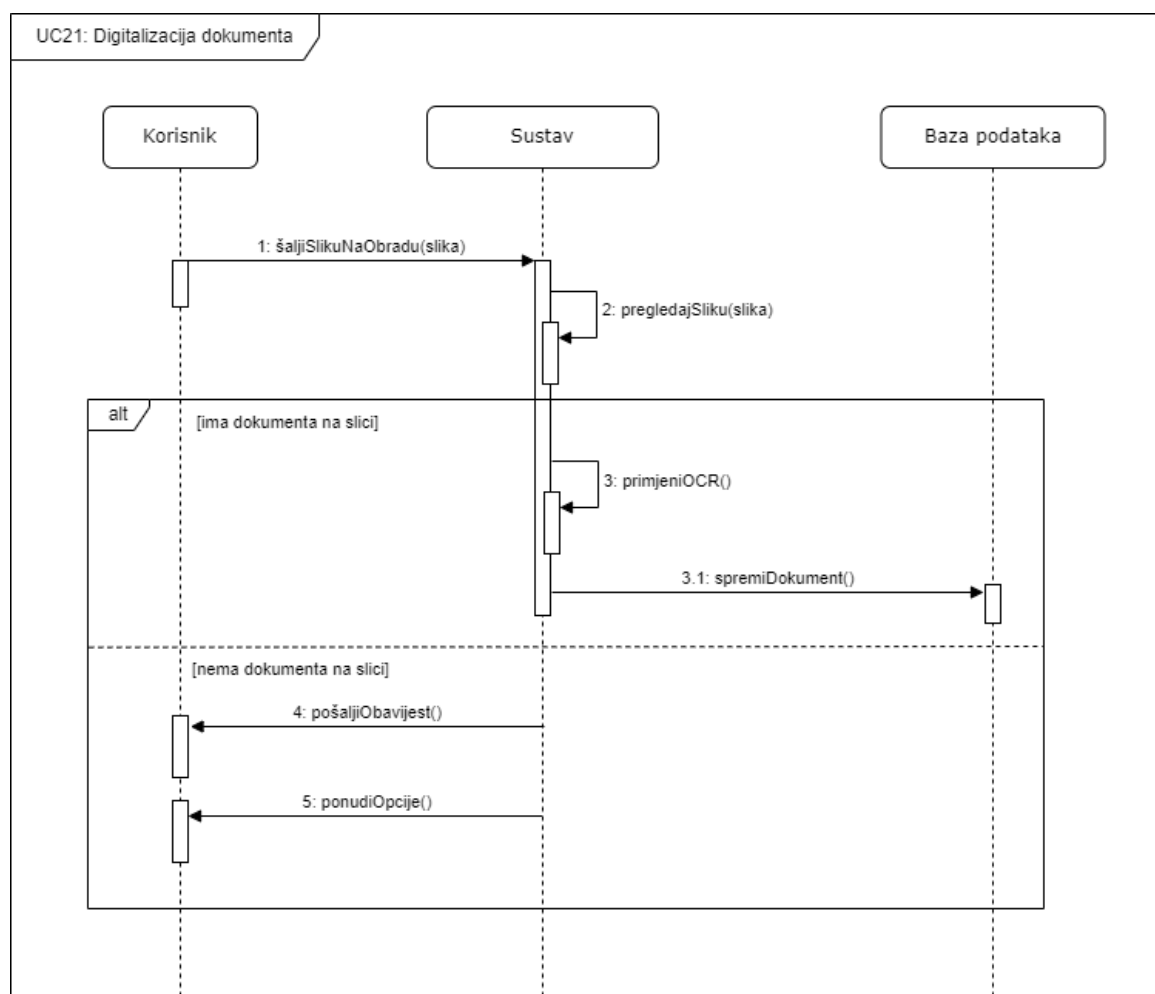 UC21: Digitalizacija dokumenta
Korisnik
Sustav
Baza podataka
1: šaljiSlikuNaObradu(slika)
2: pregledajSliku(slika)
alt
[ima dokumenta na slici]
3: primjeniOCR()
3.1: spremiDokument()
[nema dokumenta na slici]
4: pošaljiObavijest()
5: ponudiOpcije()